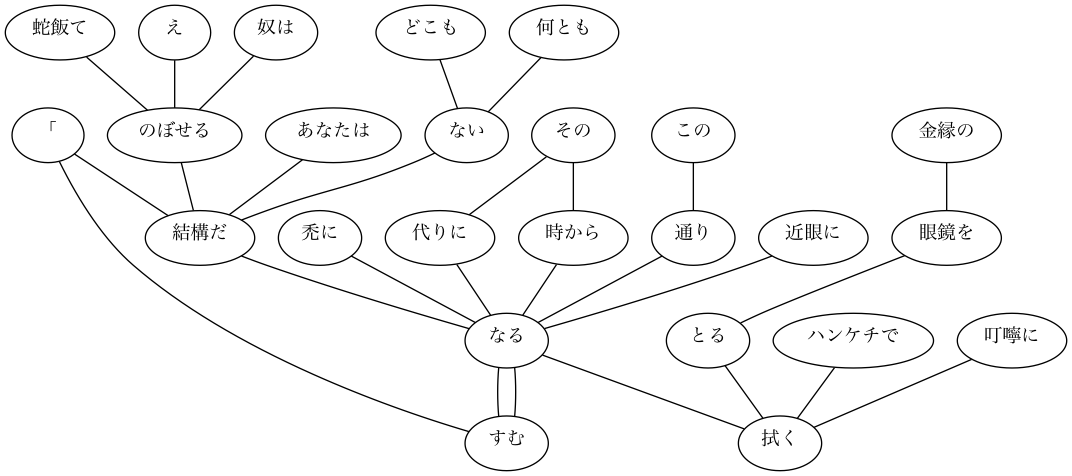 蛇飯て え 奴は どこも 何とも
「 のぼせる あなたは ない その この 金縁の
結構だ 禿に 代りに 時から 通り 近眼に 眼鏡を
なる とる ハンケチで 叮嚀に
すむ 拭く